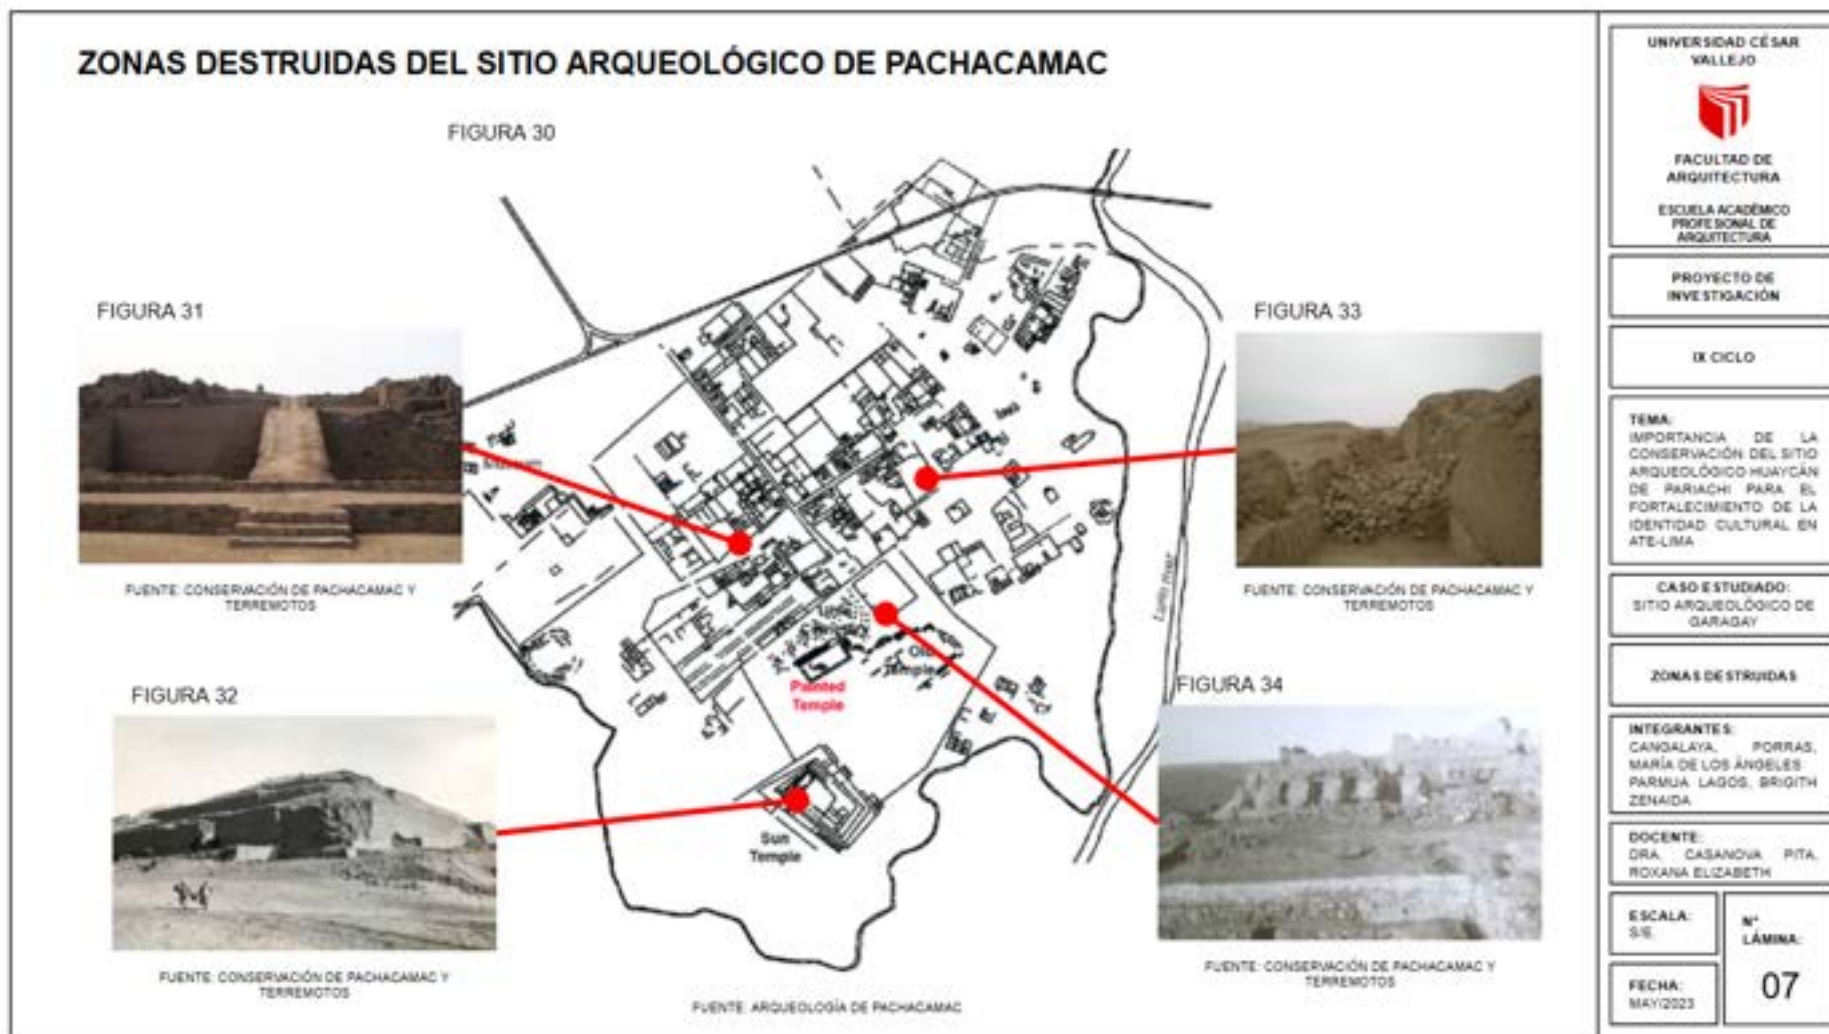 ZONAS DESTRUIDAS DEL SITIO ARQUEOLÓGICO DE PACHACAMAC
FIGURA 30
FIGURA 31
FUENTE: CONSERVACIÓN DE PACHACAMAC Y
TERREMOTOS
FIGURA 33
FUENTE: CONSERVACIÓN DE PACHACAMAC Y
TERREMOTOS
FIGURA 32
FUENTE: CONSERVACIÓN DE PACHACAMAC Y
TERREMOTOS
FIGURA 34
FUENTE: CONSERVACIÓN DE PACHACAMAC Y
TERREMOTOS
Museum
Lurin River
Old
Temple
Painted
Temple
Sun
Temple
FUENTE: ARQUEOLOGÍA DE PACHACAMAC
UNIVERSIDAD CÉSAR
VALLEJO
FACULTAD DE
ARQUITECTURA
ESCUELA ACADÉMICO
PROFESIONAL DE
ARQUITECTURA
PROYECTO DE
INVESTIGACIÓN
IX CICLO
TEMA:
IMPORTANCIA DE LA
CONSERVACIÓN DEL SITIO
ARQUEOLÓGICO HUAYCÁN
DE PARIACHI PARA EL
FORTALECIMIENTO DE LA
IDENTIDAD CULTURAL EN
ATE-LIMA
CASO ESTUDIADO:
SITIO ARQUEOLÓGICO DE
GARAGAY
ZONAS DESTRUIDAS
INTEGRANTES:
CANGALAYA, PORRAS,
MARÍA DE LOS ÁNGELES
PARMUA LAGOS, BRIGITH
ZENAIDA
DOCENTE:
DRA. CASANOVA PITA,
ROXANA ELIZABETH
ESCALA:
S/E.
N°
LÁMINA:
07
FECHA:
MAY/2023